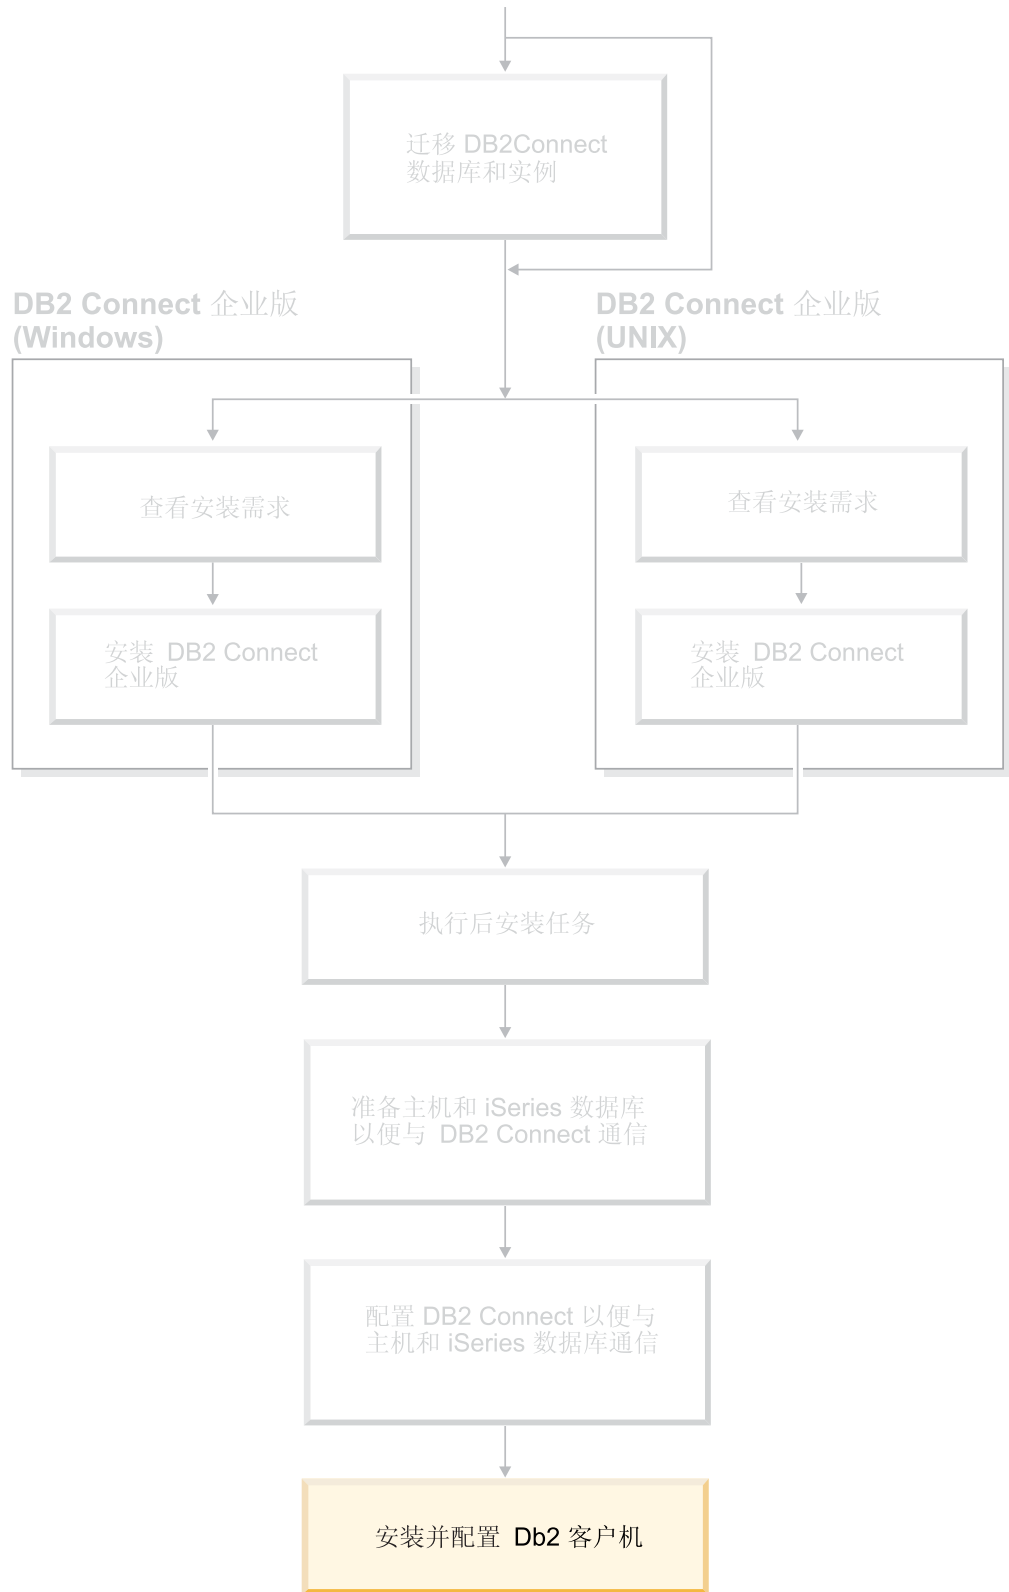 迁移 DB2Connect
数据库和实例
DB2 Connect 企业版
(Windows)
DB2 Connect 企业版
(UNIX)
查看安装需求
查看安装需求
安装 DB2 Connect
企业版
安装 DB2 Connect
企业版
执行后安装任务
准备主机和 iSeries 数据库
以便与 DB2 Connect 通信
配置 DB2 Connect 以便与
主机和 iSeries 数据库通信
安装并配置 Db2 客户机